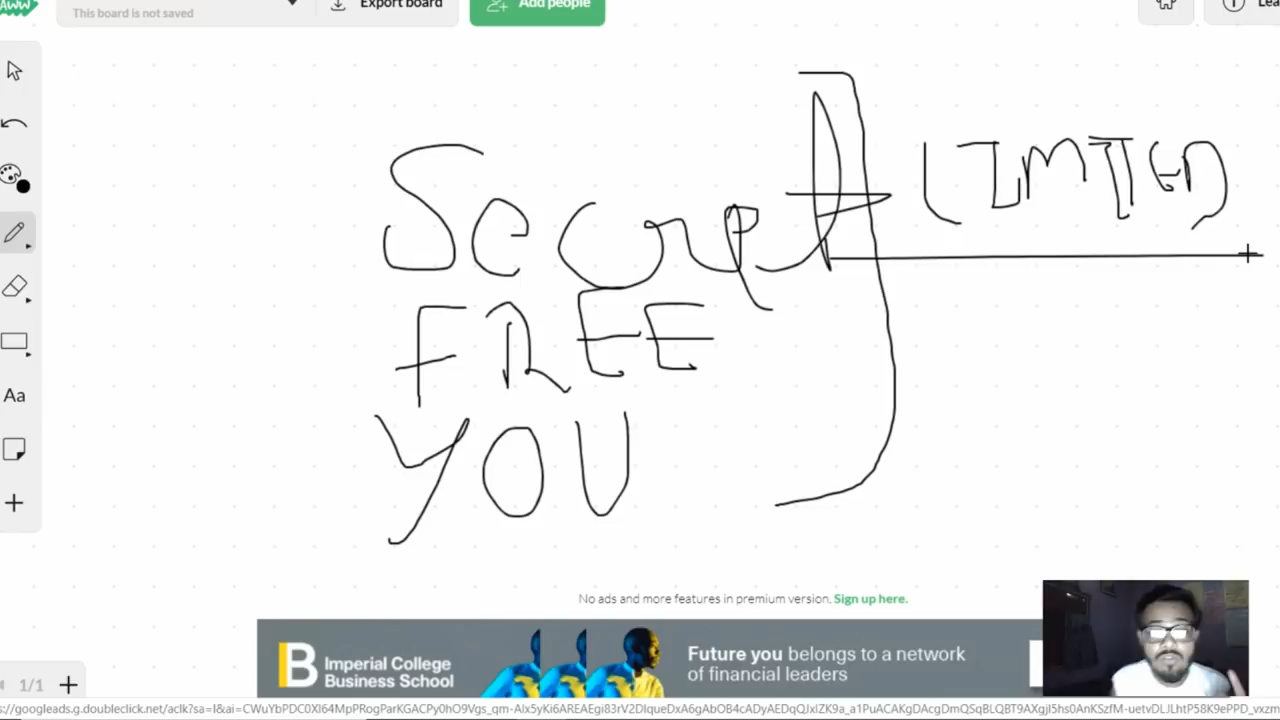 AWW
This board is not saved
Export board
Add people
Lea
Secret
LIMITED
FREE
YOU
Aa
No ads and more features in premium version. Sign up here.
B Imperial College
Business School
Future you belongs to a network
of financial leaders
1/1